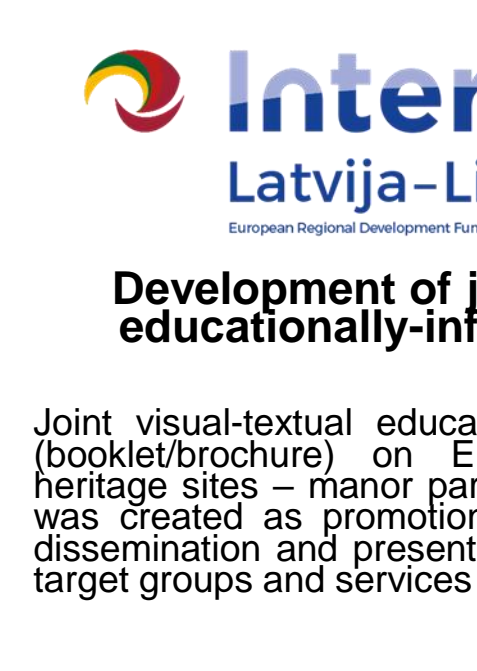 Inter
Latvija-Li
European Regional Development Fun
Development of j
educationally-inf
Joint visual-textual educa
(booklet/brochure) on E
heritage sites – manor par
was created as promotion
dissemination and present
target groups and services